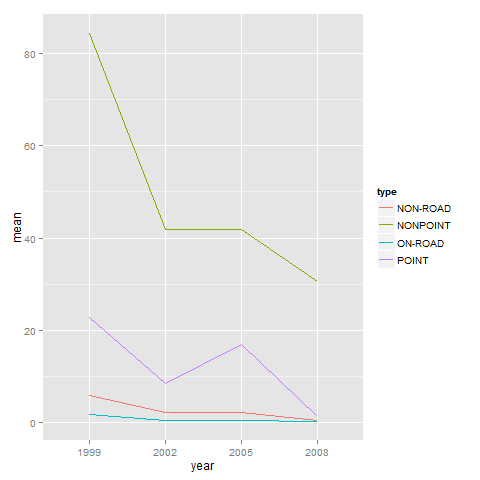 80
60
40
20
0
mean
1999 2002 2005 2008
year
type
NON-ROAD
NONPOINT
ON-ROAD
POINT